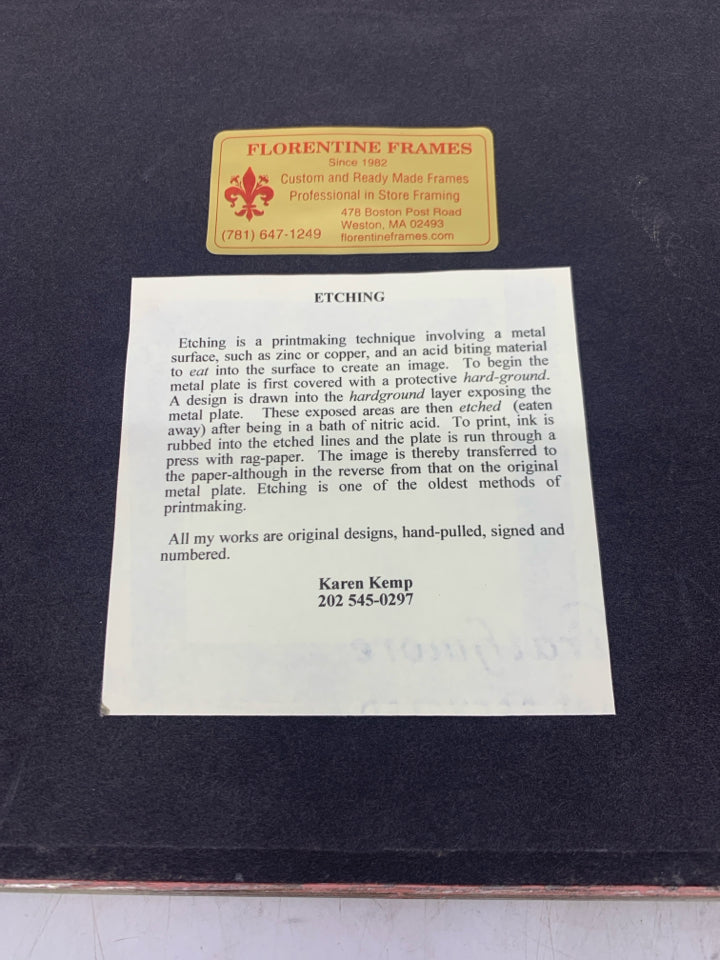 FLORENTINE FRAMES
Since 1982
Custom and Ready Made Frames
Professional in Store Framing
478 Boston Post Road
Weston, MA 02493
(781) 647-1249 florentineframes.com
ETCHING
Etching is a printmaking technique involving a metal
surface, such as zinc or copper, and an acid biting material
to eat into the surface to create an image. To begin the
metal plate is first covered with a protective hard-ground.
A design is drawn into the hardground layer exposing the
metal plate. These exposed areas are then etched (eaten
away) after being in a bath of nitric acid. To print, ink is
rubbed into the etched lines and the plate is run through a
press with rag-paper. The image is thereby transferred to
the paper-although in the reverse from that on the original
metal plate. Etching is one of the oldest methods of
printmaking.
All my works are original designs, hand-pulled, signed and
numbered.
Karen Kemp
202 545-0297